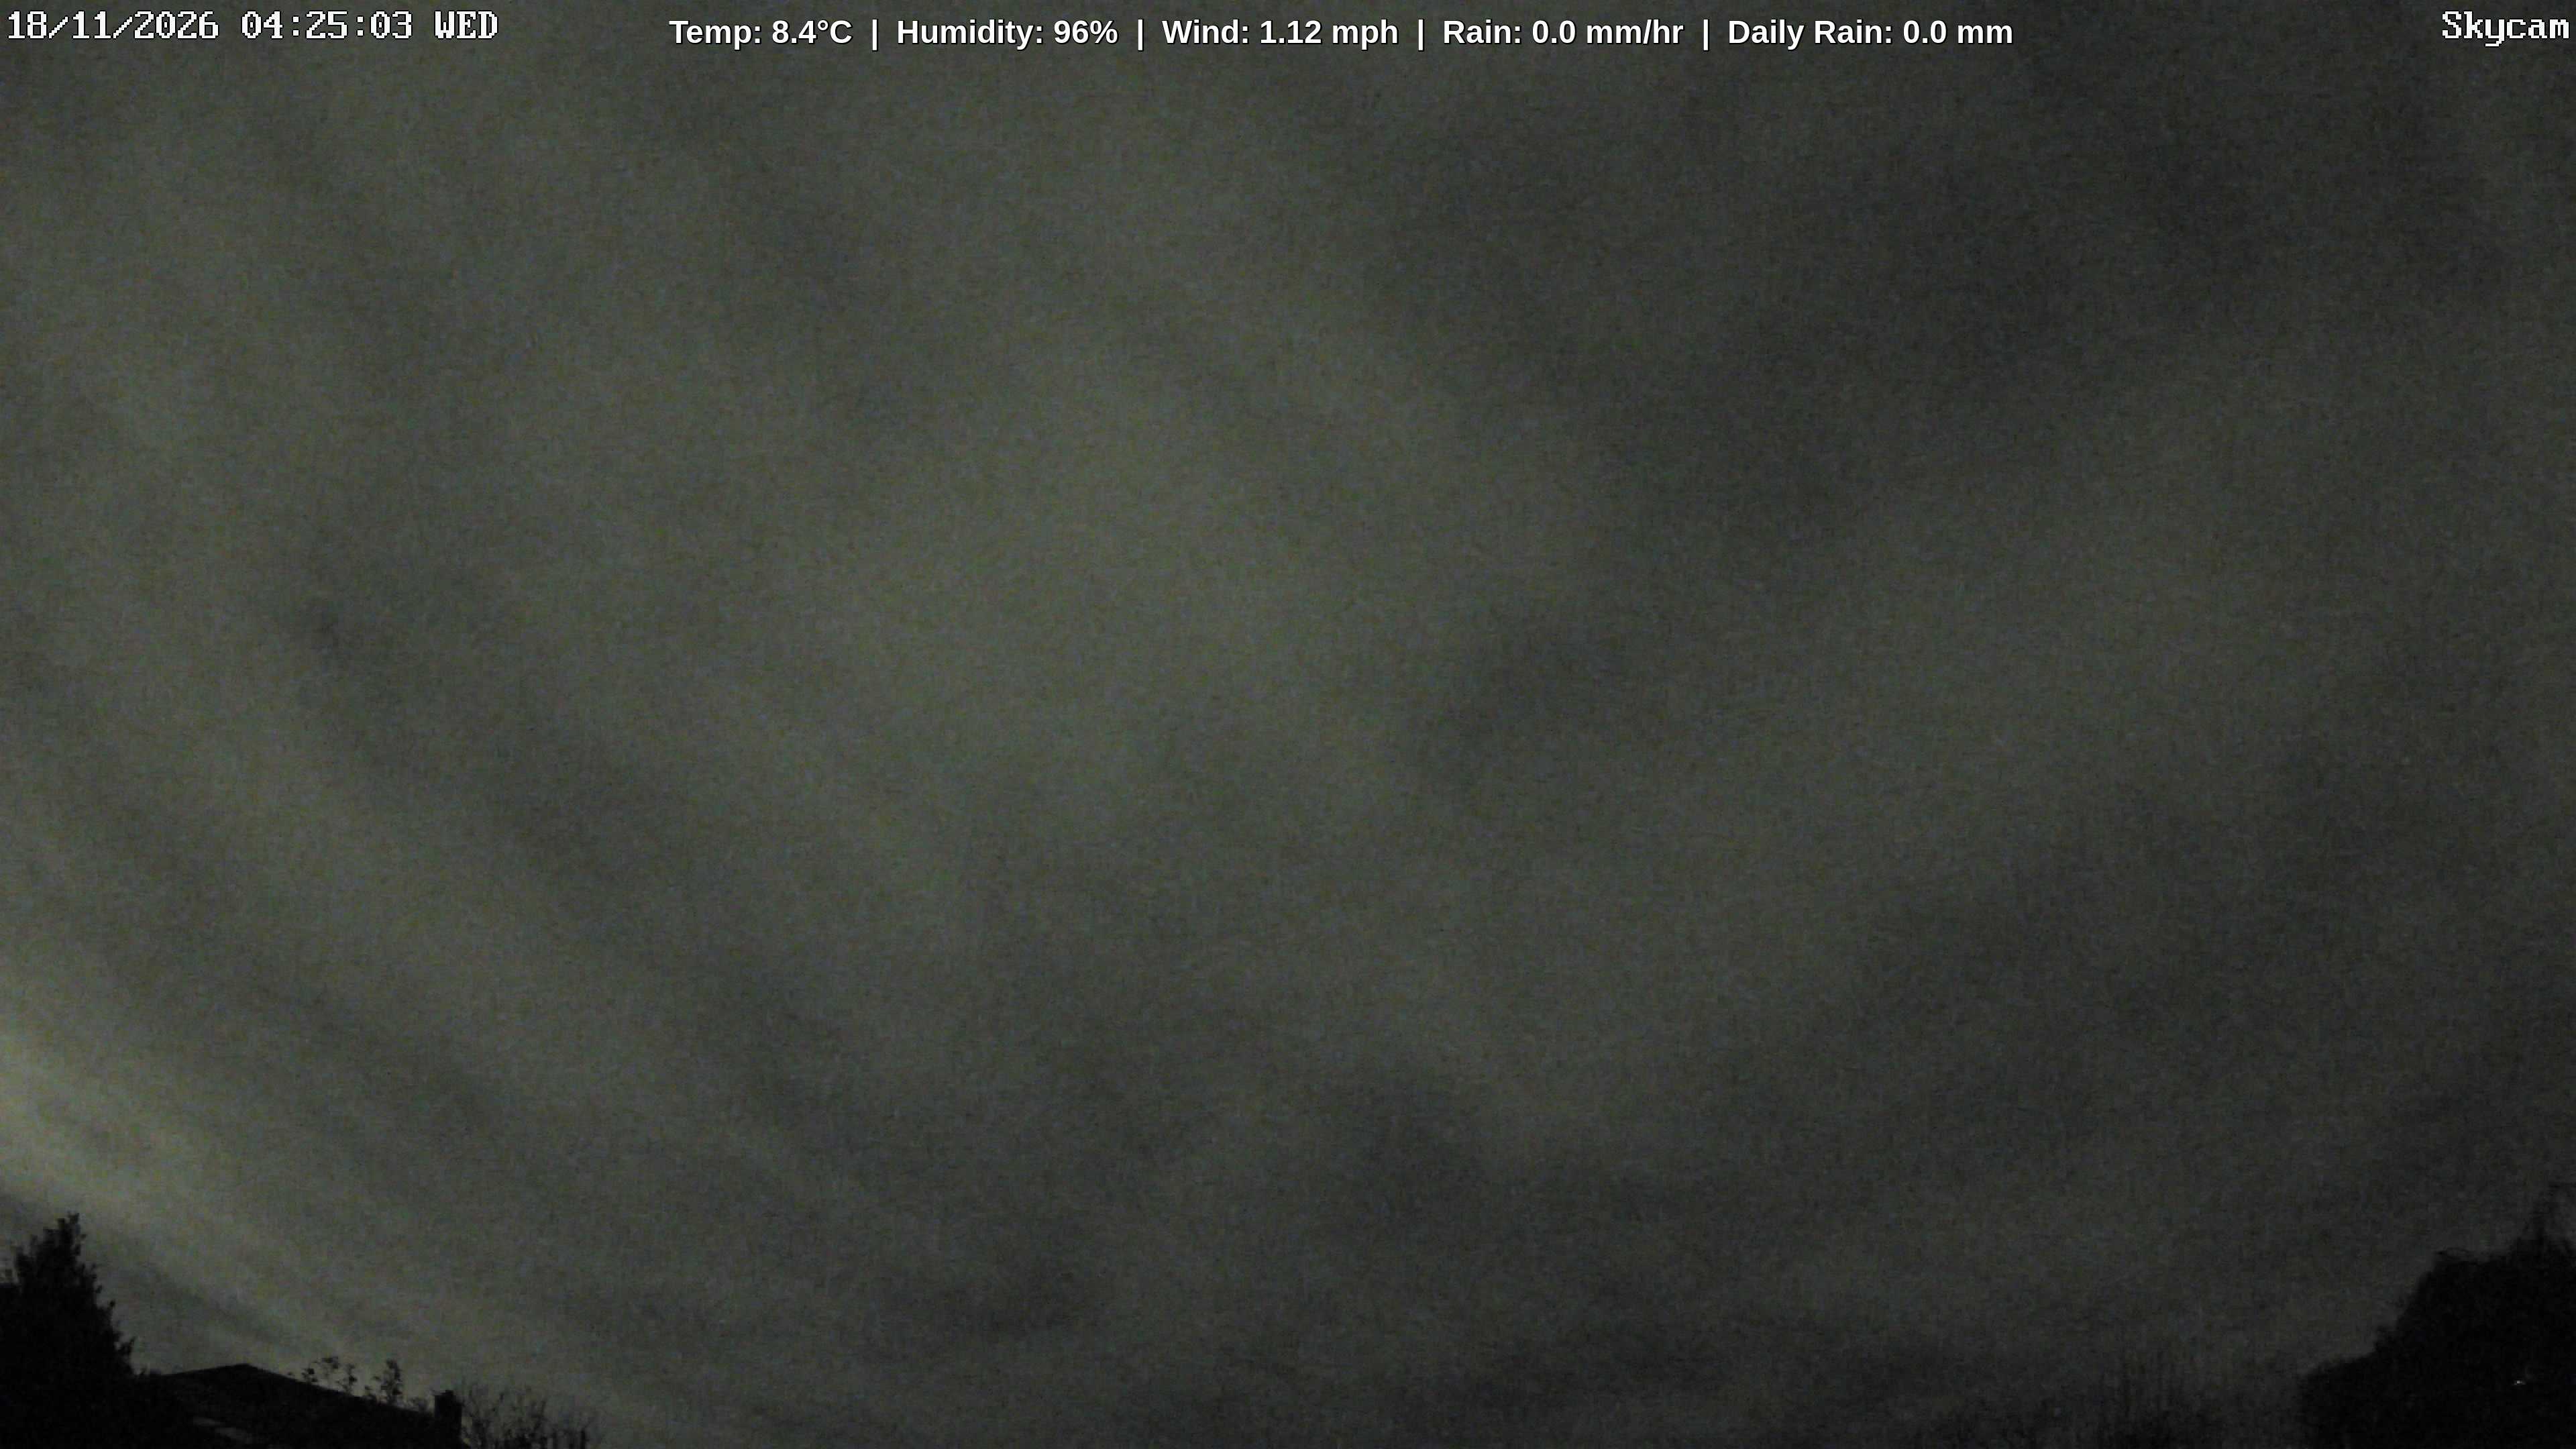 18/11/2026 04:25:03 WED
Temp: 8.4°C | Humidity: 96% | Wind: 1.12 mph | Rain: 0.0 mm/hr | Daily Rain: 0.0 mm
Skycam